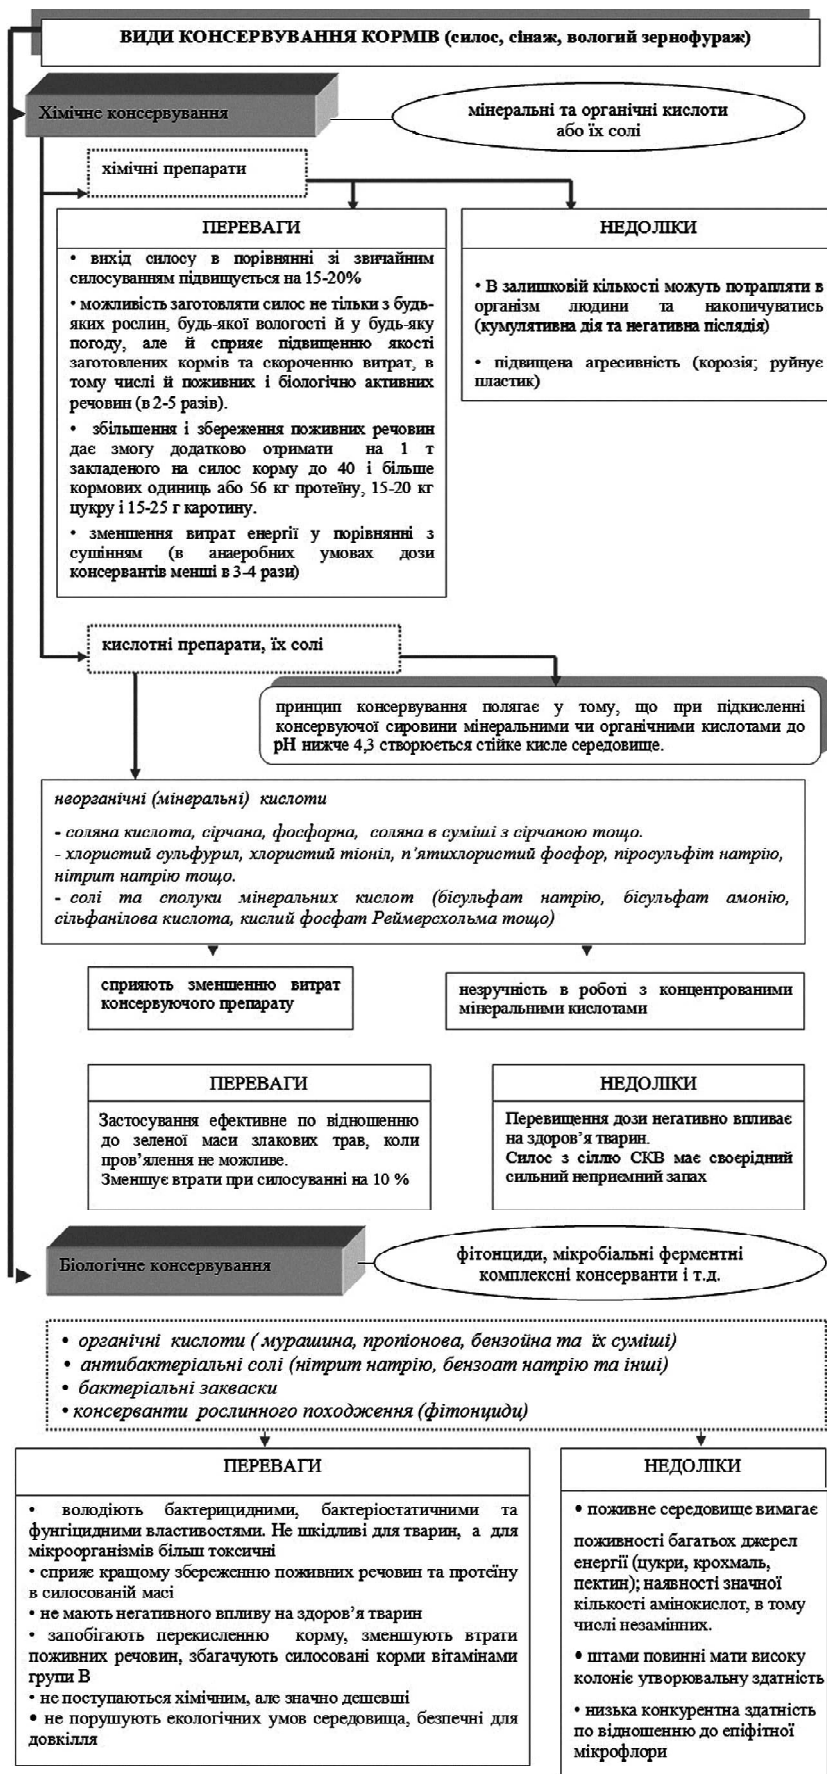 ВИДИ КОНСЕРВУВАННЯ КОРМІВ (силос, сінаж, вологий зернофураж)
Хімічне консервування
мінеральні та органічні кислоти
або їх солі
хімічні препарати
ПЕРЕВАГИ
• вихід силосу в порівнянні зі звичайним
силосуванням підвищується на 15-20%
• можливість заготовляти силос не тільки з будь-
яких рослин, будь-якої вологості й у будь-яку
погоду, але й сприяє підвищенню якості
заготовлених кормів та скороченню витрат, в
тому числі й поживних і біологічно активних
речовин (в 2-5 разів).
• збільшення і збереження поживних речовин
дає змогу додатково отримати на 1 т
закладеного на силос корму до 40 і більше
кормових одиниць або 56 кг протеїну, 15-20 кг
цукру і 15-25 г каротину.
• зменшення витрат енергії у порівнянні з
сушінням (в анаеробних умовах дози
консервантів менші в 3-4 рази)
НЕДОЛІКИ
• В залишковій кількості можуть потрапляти в
організм людини та накопичуватись
(кумулятивна дія та негативна післядія)
• підвищена агресивність (корозія; руйнує
пластик)
кислотні препарати, їх солі
принцип консервування полягає у тому, що при підкисленні
консервуючої сировини мінеральними чи органічними кислотами до
pH нижче 4,3 створюється стійке кисле середовище.
неорганічні (мінеральні) кислоти
- соляна кислота, сірчана, фосфорна, соляна в суміші з сірчаною тощо.
- хлористий сульфурил, хлористий тіоніл, п’ятихлористий фосфор, піросульфіт натрію,
нітрит натрію тощо.
- солі та сполуки мінеральних кислот (бісульфат натрію, бісульфат амонію,
сільфанілова кислота, кислий фосфат Реймерсхольма тощо)
сприяють зменшенню витрат
консервуючого препарату
незручність в роботі з концентрованими
мінеральними кислотами
ПЕРЕВАГИ
Застосування ефективне по відношенню
до зеленої маси злакових трав, коли
пров’ялення не можливе.
Зменшує втрати при силосуванні на 10 %
НЕДОЛІКИ
Перевищення дози негативно впливає
на здоров’я тварин.
Силос з сіллю СКВ має своєрідний
сильний неприємний запах
Біологічне консервування
фітонциди, мікробіальні ферментні
комплексні консерванти і т.д.
• органічні кислоти ( мурашина, пропіонова, бензойна та їх суміші)
• антибактеріальні солі (нітрит натрію, бензоат натрію та інші)
• бактеріальні закваски
• консерванти рослинного походження (фітонциди)
ПЕРЕВАГИ
• володіють бактерицидними, бактеріостатичними та
фунгіцидними властивостями. Не шкідливі для тварин, а для
мікроорганізмів більш токсичні
• сприяє кращому збереженню поживних речовин та протеїну
в силосованій масі
• не мають негативного впливу на здоров’я тварин
• запобігають перекисленню корму, зменшують втрати
поживних речовин, збагачують силосовані корми вітамінами
групи В
• не поступаються хімічним, але значно дешевші
• не порушують екологічних умов середовища, безпечні для
довкілля
НЕДОЛІКИ
• поживне середовище вимагає
поживності багатьох джерел
енергії (цукри, крохмаль,
пектин); наявності значної
кількості амінокислот, в тому
числі незамінних.
• штами повинні мати високу
колоніє утворювальну здатність
• низька конкурентна здатність
по відношенню до епіфітної
мікрофлори